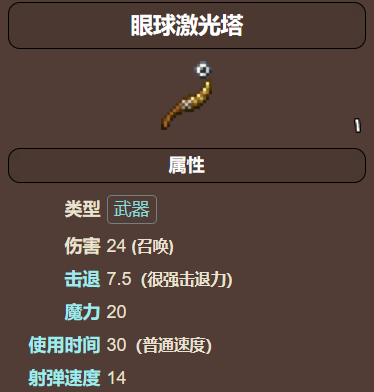 眼球激光塔
属性
类型 武器
伤害 24 (召唤)
击退 7.5 (很强击退力)
魔力 20
使用时间 30 (普通速度)
射弹速度 14